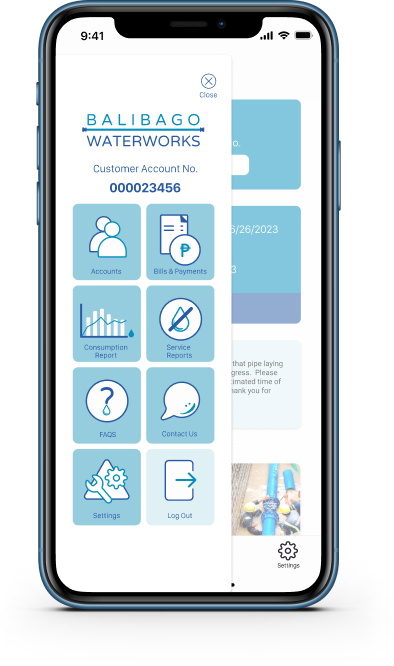 9:41
Close
BALIBAGO
WATERWORKS
Customer Account No.
000023456
Accounts
Bills & Payments
Consumption
Report
Service
Reports
FAQS
Contact Us
Settings
Log Out
o.
6/26/2023
3
that pipe laying
gress. Please
timated time of
hank you for
Settings